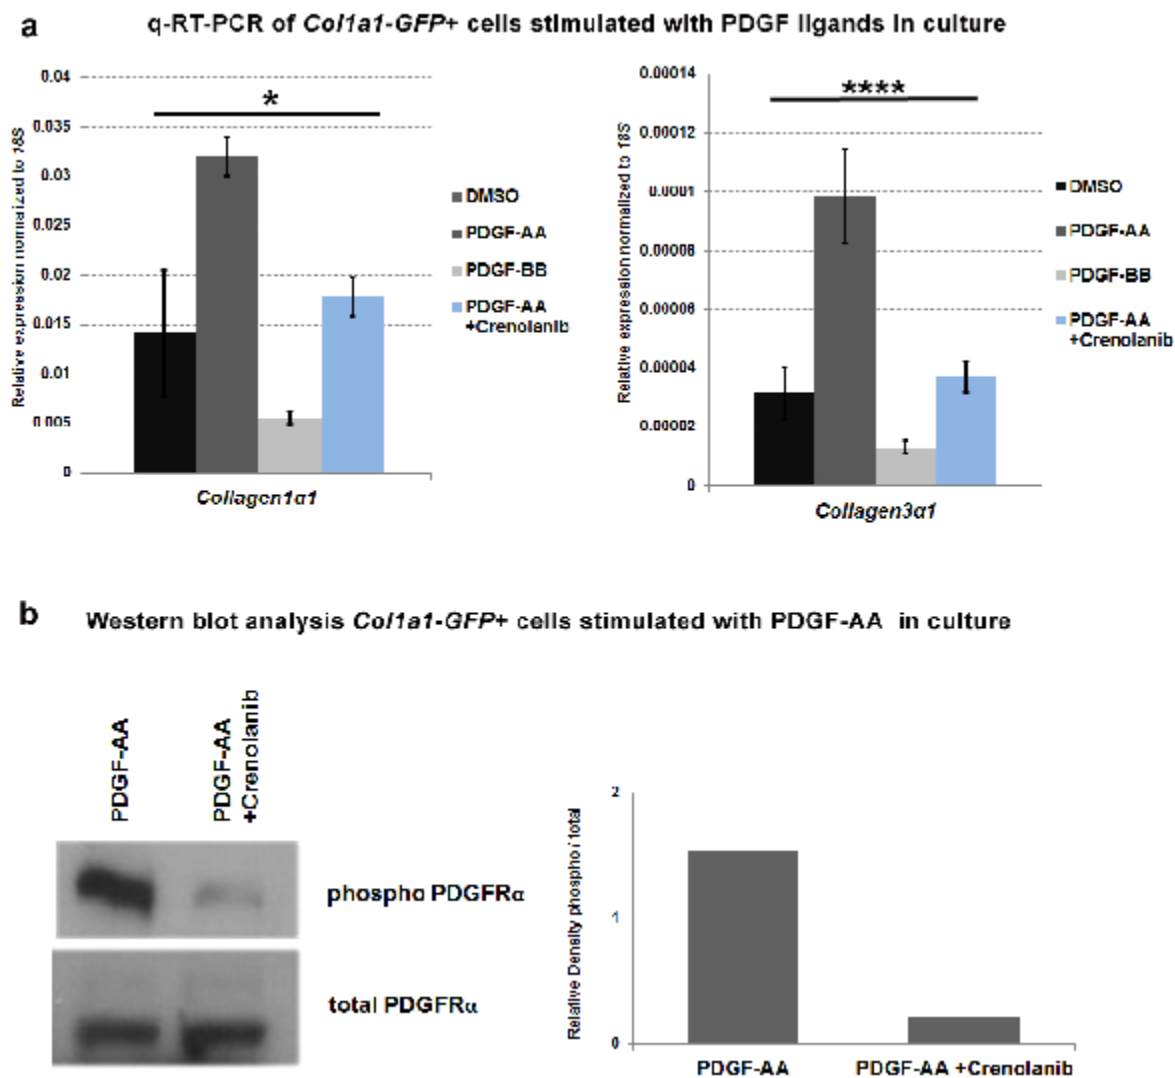 a
q-RT-PCR of Col1a1-GFP+ cells stimulated with PDGF ligands in culture
Relative expression normalized to 18S
0.04
0.035
0.03
0.025
0.02
0.015
0.01
0.005
0
*
Collagen1α1
DMSO
PDGF-AA
PDGF-BB
PDGF-AA
+Crenolanib
Relative expression normalized to 18S
0.00014
0.00012
0.0001
0.00008
0.00006
0.00004
0.00002
0
****
Collagen3α1
DMSO
PDGF-AA
PDGF-BB
PDGF-AA
+Crenolanib
b
Western blot analysis Col1a1-GFP+ cells stimulated with PDGF-AA in culture
PDGF-AA
PDGF-AA
+Crenolanib
phospho PDGFRα
total PDGFRα
Relative Density phospho / total
2
1
0
PDGF-AA
PDGF-AA +Crenolanib